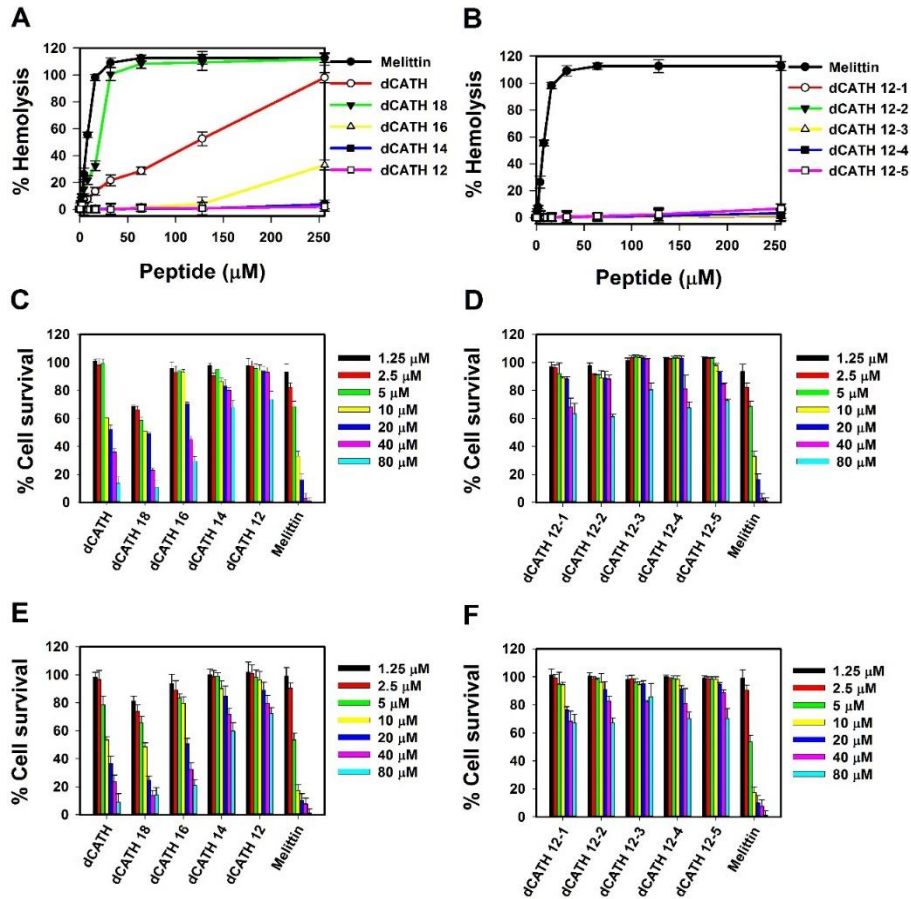 A
% Hemolysis
120
100
80
60
40
20
0
0 50 100 150 200 250
Peptide (μM)
Melittin
dCATH
dCATH 18
dCATH 16
dCATH 14
dCATH 12
B
% Hemolysis
120
100
80
60
40
20
0
0 50 100 150 200 250
Peptide (μM)
Melittin
dCATH 12-1
dCATH 12-2
dCATH 12-3
dCATH 12-4
dCATH 12-5
C
% Cell survival
120
100
80
60
40
20
0
dCATH
dCATH 18
dCATH 16
dCATH 14
dCATH 12
Melittin
1.25 μM
2.5 μM
5 μM
10 μM
20 μM
40 μM
80 μM
D
% Cell survival
120
100
80
60
40
20
0
dCATH 12-1
dCATH 12-2
dCATH 12-3
dCATH 12-4
dCATH 12-5
Melittin
1.25 μM
2.5 μM
5 μM
10 μM
20 μM
40 μM
80 μM
E
% Cell survival
120
100
80
60
40
20
0
dCATH
dCATH 18
dCATH 16
dCATH 14
dCATH 12
Melittin
1.25 μM
2.5 μM
5 μM
10 μM
20 μM
40 μM
80 μM
F
% Cell survival
120
100
80
60
40
20
0
dCATH 12-1
dCATH 12-2
dCATH 12-3
dCATH 12-4
dCATH 12-5
Melittin
1.25 μM
2.5 μM
5 μM
10 μM
20 μM
40 μM
80 μM